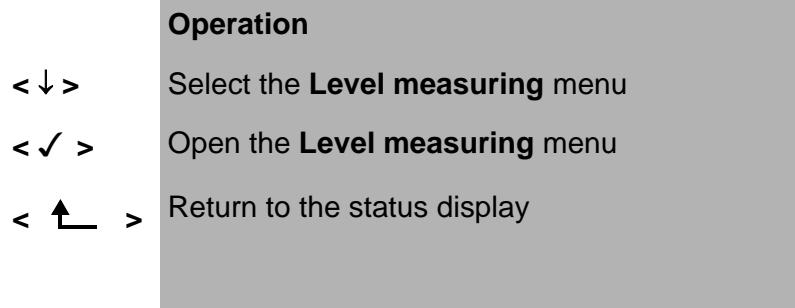 Operation
<↓> Select the Level measuring menu
<✓ > Open the Level measuring menu
< ⮤ > Return to the status display